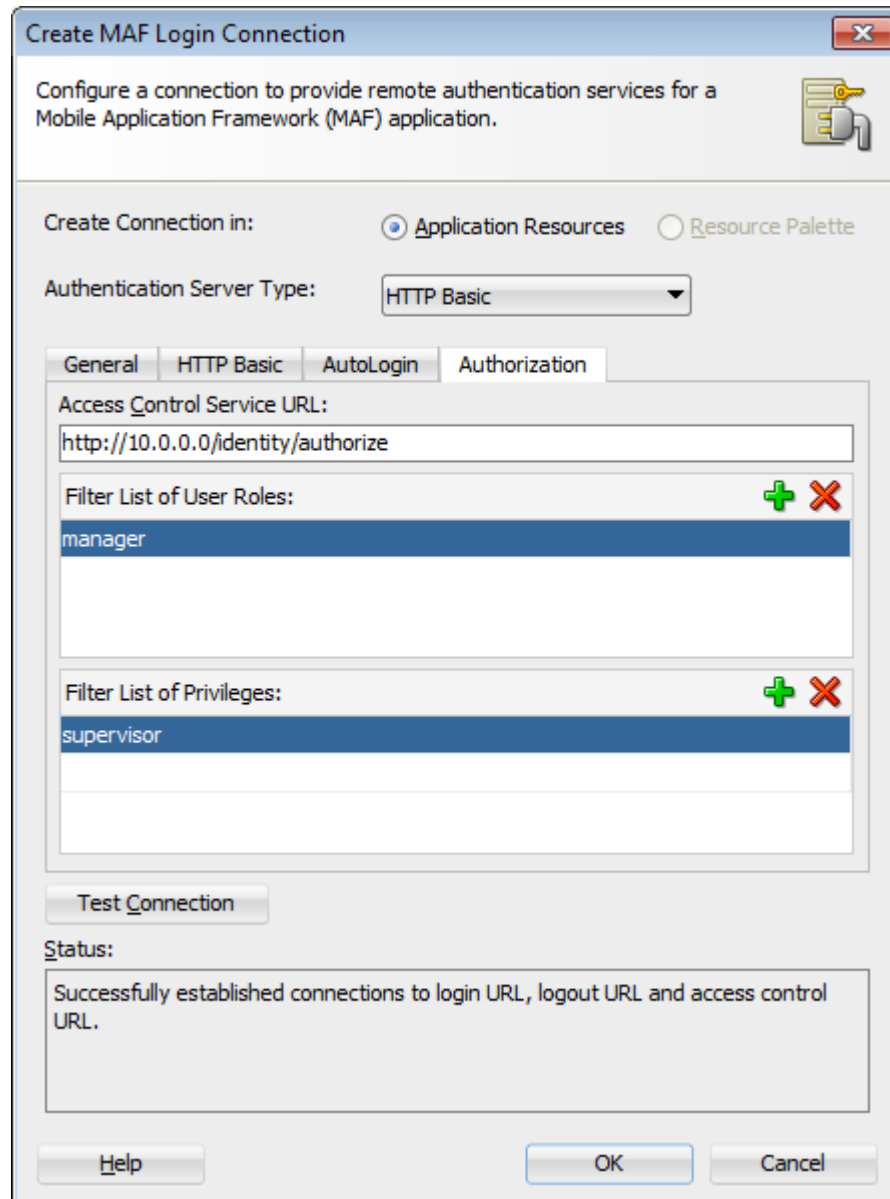 Create MAF Login Connection
Configure a connection to provide remote authentication services for a
Mobile Application Framework (MAF) application.
Create Connection in:
Application Resources
Resource Palette
Authentication Server Type:
HTTP Basic
General
HTTP Basic
AutoLogin
Authorization
Access Control Service URL:
http://10.0.0.0/identity/authorize
Filter List of User Roles:
manager
Filter List of Privileges:
supervisor
Test Connection
Status:
Successfully established connections to login URL, logout URL and access control
URL.
Help
OK
Cancel